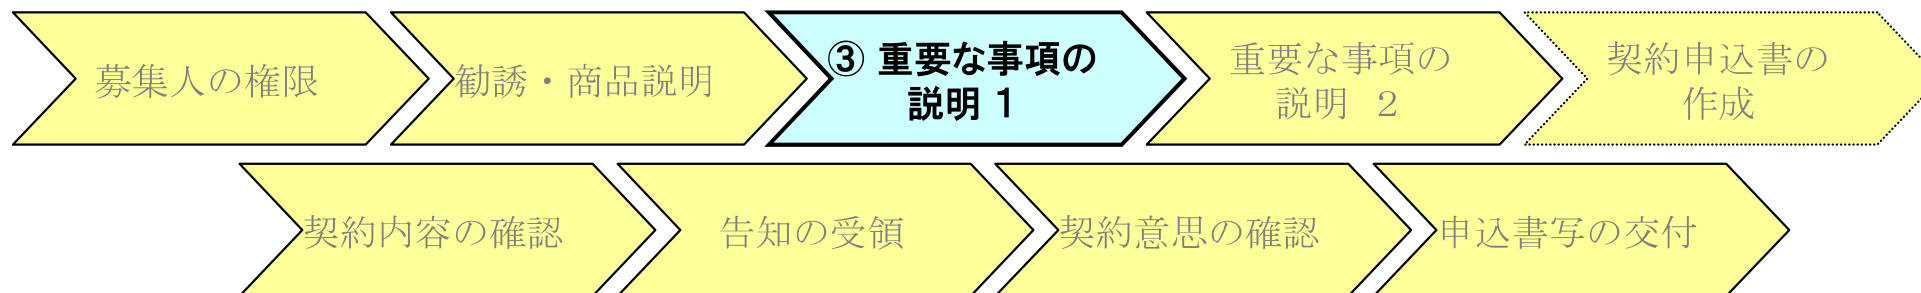 募集人の権限
勧誘・商品説明
③ 重要な事項の
説明 1
重要な事項の
説明 2
契約申込書の
作成
契約内容の確認
告知の受領
契約意思の確認
申込書写の交付